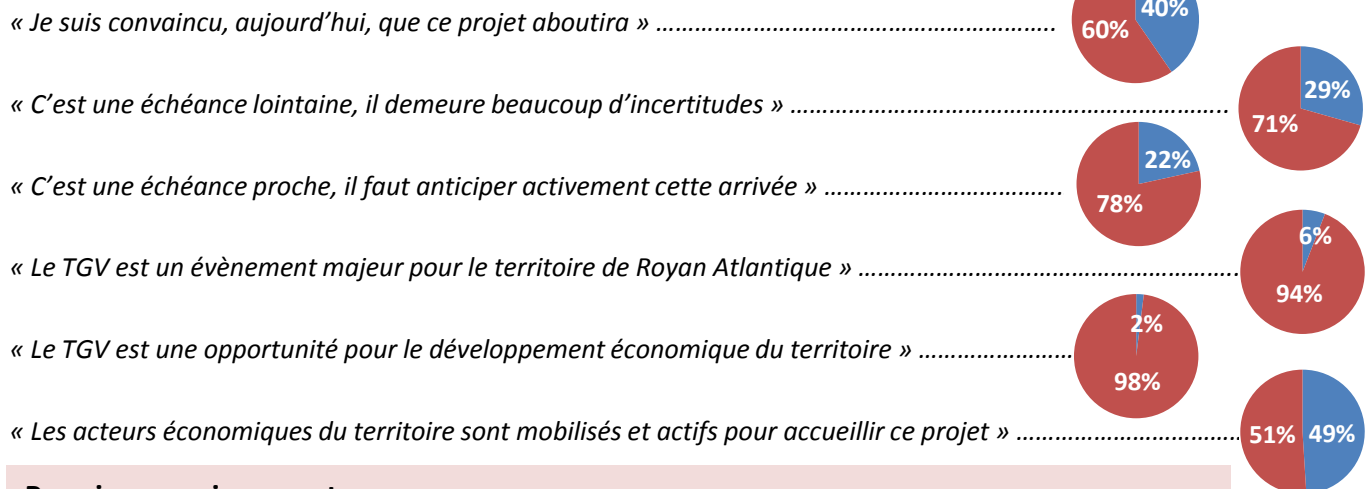 « Je suis convaincu, aujourd’hui, que ce projet aboutira » ………………………………………………….
60% 40%
« C’est une échéance lointaine, il demeure beaucoup d’incertitudes » ……………………………………………………..
71% 29%
« C’est une échéance proche, il faut anticiper activement cette arrivée » ……………………………
78% 22%
« Le TGV est un évènement majeur pour le territoire de Royan Atlantique » ………………………………………………
94% 6%
« Le TGV est une opportunité pour le développement économique du territoire » ……………………
98% 2%
« Les acteurs économiques du territoire sont mobilisés et actifs pour accueillir ce projet » …………………………
51% 49%